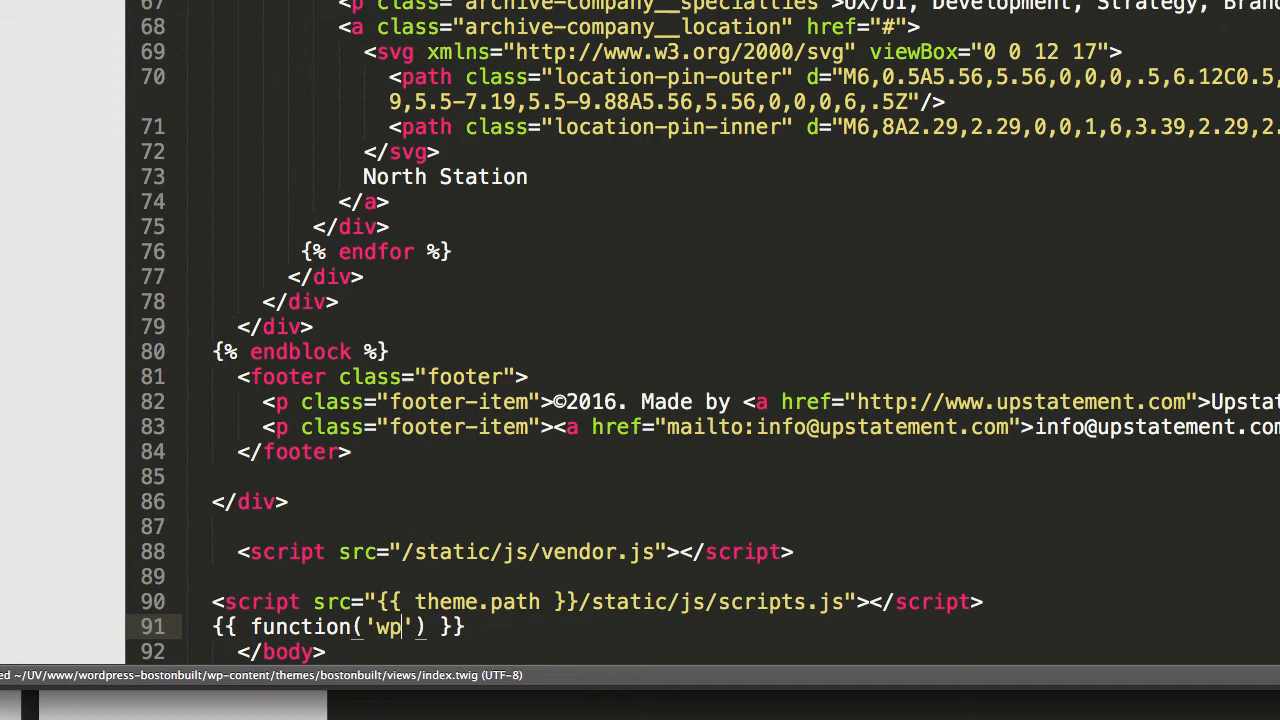 67 <p class="archive-company__specialties">UX/UI, Development, Strategy, Bran
68 <a class="archive-company__location" href="#">
69 <svg xmlns="http://www.w3.org/2000/svg" viewBox="0 0 12 17">
70 <path class="location-pin-outer" d="M6,0.5A5.56,5.56,0,0,0,.5,6.12C0.5,
9,5.5-7.19,5.5-9.88A5.56,5.56,0,0,0,6,.5Z"/>
71 <path class="location-pin-inner" d="M6,8A2.29,2.29,0,0,1,6,3.39,2.29,2.
72 </svg>
73 North Station
74 </a>
75 </div>
76 {% endfor %}
77 </div>
78 </div>
79 </div>
80 {% endblock %}
81 <footer class="footer">
82 <p class="footer-item">©2016. Made by <a href="http://www.upstatement.com">Upstat
83 <p class="footer-item"><a href="mailto:info@upstatement.com">info@upstatement.com
84 </footer>
85
86 </div>
87
88 <script src="/static/js/vendor.js"></script>
89
90 <script src="{{ theme.path }}/static/js/scripts.js"></script>
91 {{ function('wp') }}
92 </body>
ed ~/UV/www/wordpress-bostonbuilt/wp-content/themes/bostonbuilt/views/index.twig (UTF-8)